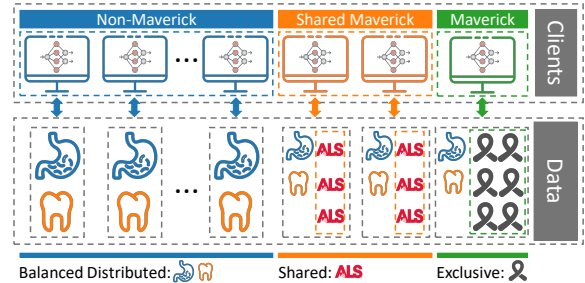 Non-Maverick Shared Maverick Maverick
Clients
...
...
ALS ALS
ALS ALS
ALS ALS
Data
Balanced Distributed: Shared: ALS Exclusive: